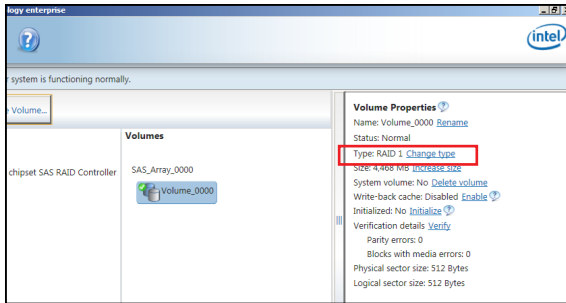 ology enterprise
intel
r system is functioning normally.
e Volume...
Volumes
chipset SAS RAID Controller
SAS_Array_0000
Volume_0000
Volume Properties
Name: Volume_0000 Rename
Status: Normal
Type: RAID 1 Change type
Size: 4,468 MB Increase size
System volume: No Delete volume
Write-back cache: Disabled Enable
Initialized: No Initialize
Verification details Verify
Parity errors: 0
Blocks with media errors: 0
Physical sector size: 512 Bytes
Logical sector size: 512 Bytes